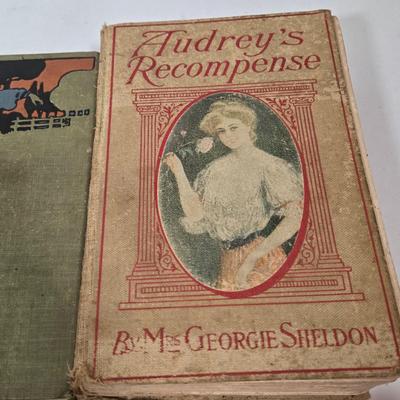 Audrey's
Recompense
By Mrs Georgie Sheldon